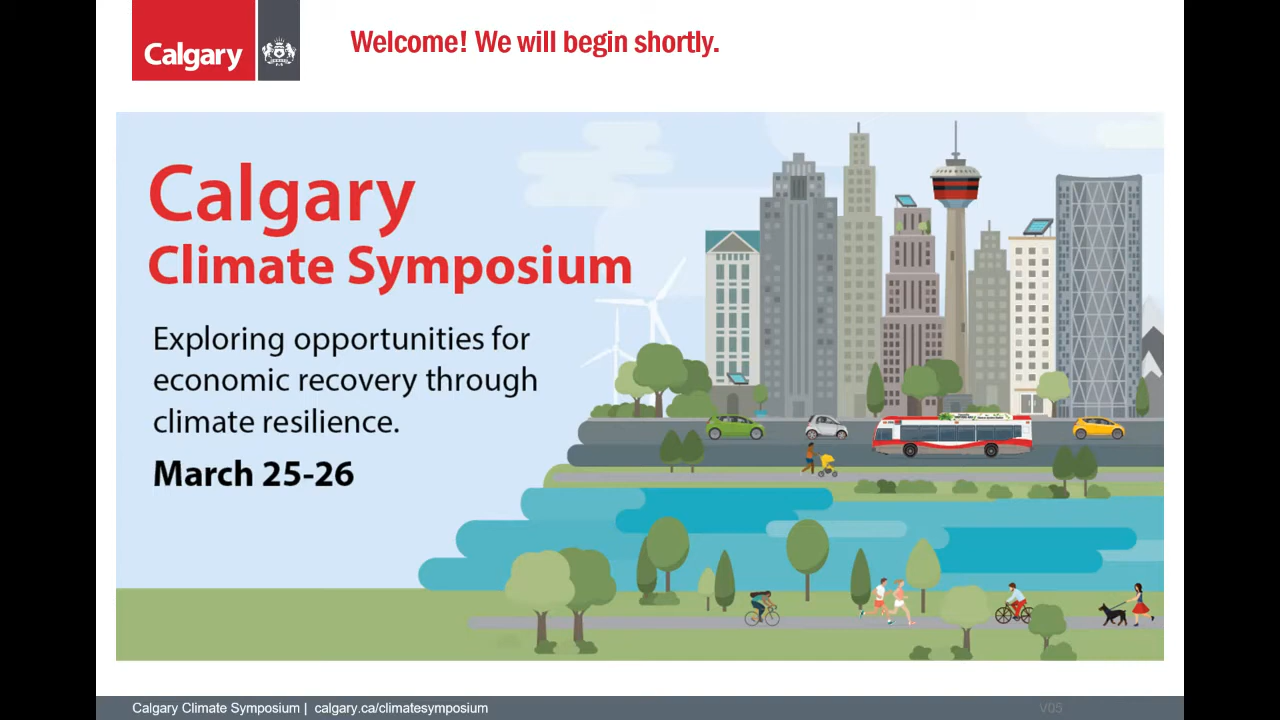 Calgary
Welcome! We will begin shortly.
Calgary
Climate Symposium
Exploring opportunities for
economic recovery through
climate resilience.
March 25-26
Calgary Climate Symposium | calgary.ca/climatesymposium
V05